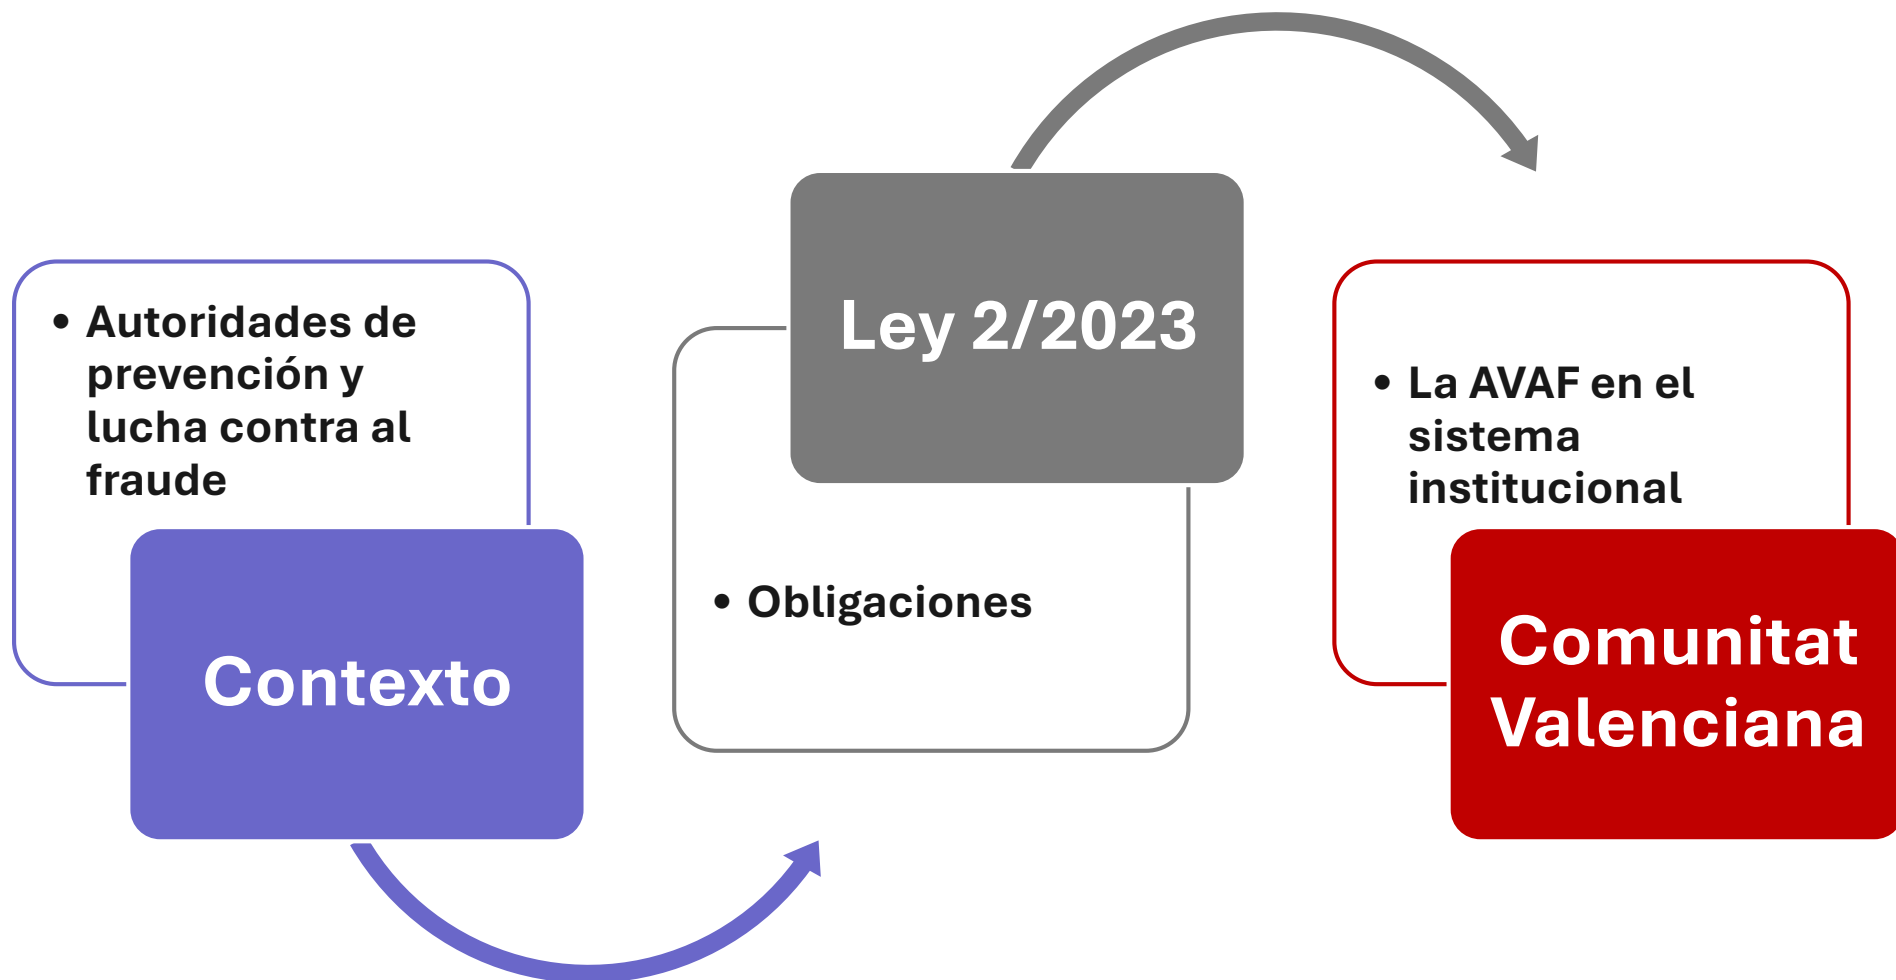 • Autoridades de
prevención y
lucha contra al
fraude
Contexto
Ley 2/2023
• Obligaciones
• La AVAF en el
sistema
institucional
Comunitat
Valenciana